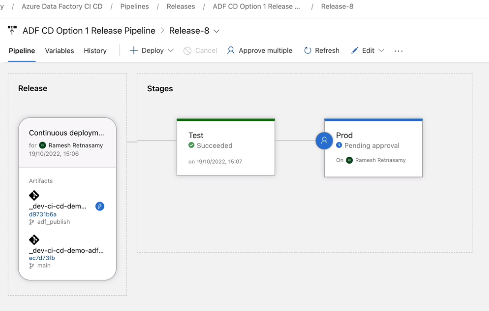 y / Azure Data Factory CI CD / Pipelines / Releases / ADF CD Option 1 Release ... / Release-8
ADF CD Option 1 Release Pipeline > Release-8
Pipeline Variables History + Deploy Cancel Approve multiple Refresh Edit ...
Release
Stages
Continuous deploym...
for Ramesh Retnasamy
19/10/2022, 15:06
Artifacts
_dev-ci-cd-dem...
d9731b6a
adf_publish
_dev-ci-cd-demo-adf...
ec7d73fb
main
Test
Succeeded
on 19/10/2022, 15:07
Prod
Pending approval
On Ramesh Retnasamy